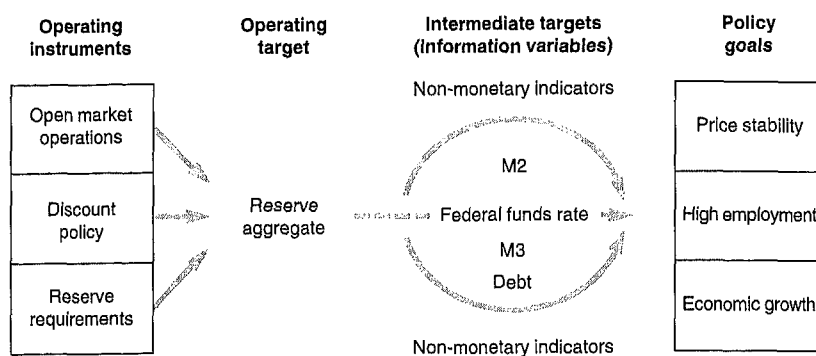 Operating
instruments
Operating
target
Intermediate targets
(Information variables)
Policy
goals
Open market
operations
Discount
policy
Reserve
requirements
Reserve
aggregate
Non-monetary indicators
M2
Federal funds rate
M3
Debt
Non-monetary indicators
Price stability
High employment
Economic growth